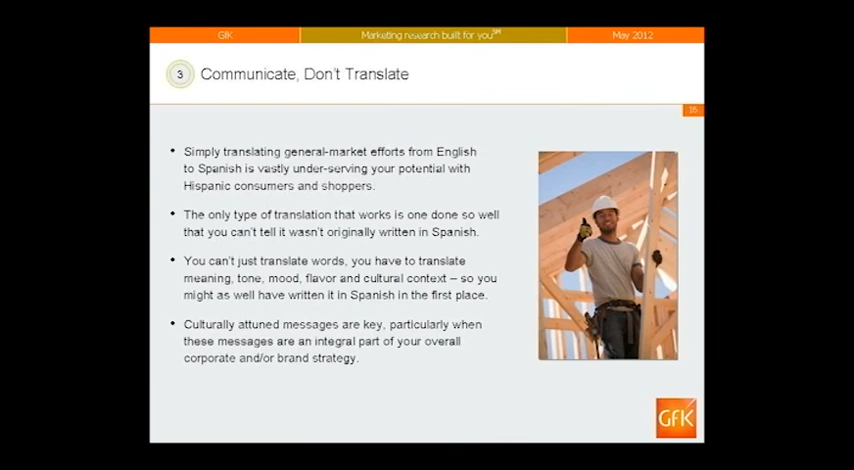 GfK
Marketing research built for you℠
May 2012
3
Communicate, Don't Translate
16
• Simply translating general-market efforts from English
to Spanish is vastly under-serving your potential with
Hispanic consumers and shoppers.
• The only type of translation that works is one done so well
that you can't tell it wasn't originally written in Spanish.
• You can't just translate words, you have to translate
meaning, tone, mood, flavor and cultural context – so you
might as well have written it in Spanish in the first place.
• Culturally attuned messages are key, particularly when
these messages are an integral part of your overall
corporate and/or brand strategy.
GfK